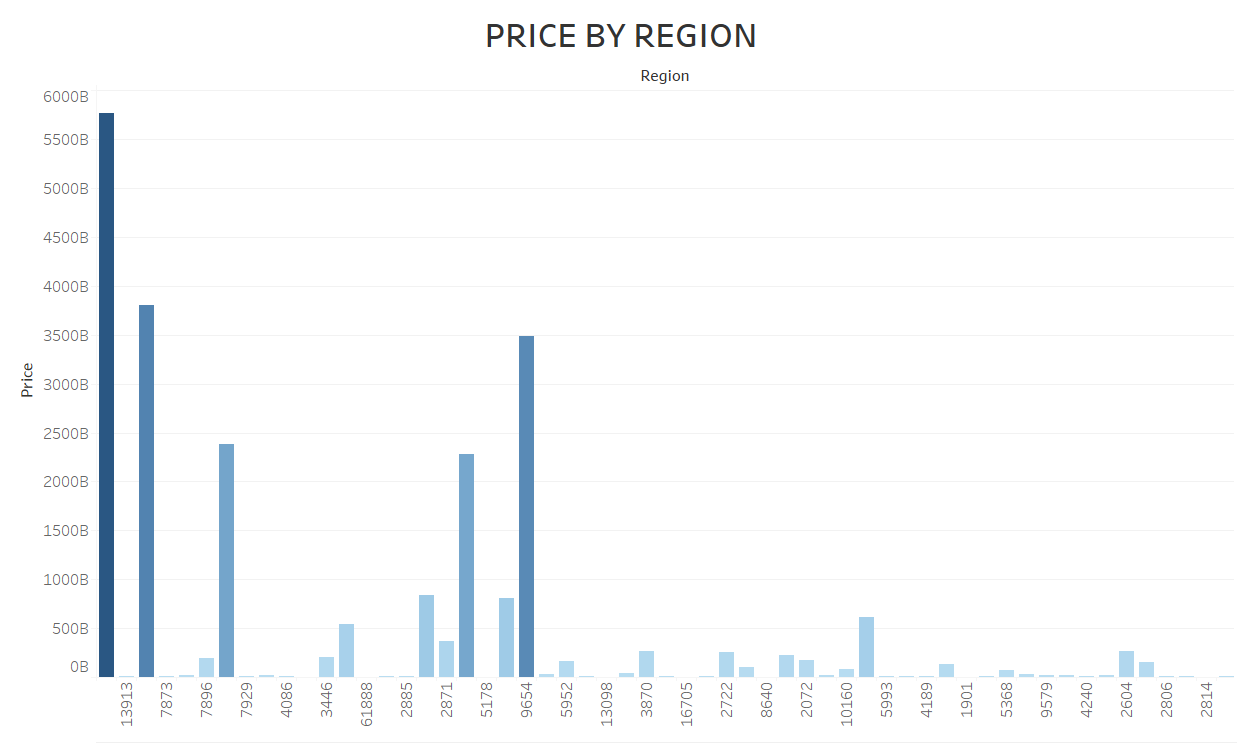 PRICE BY REGION
Region
6000B
5500B
5000B
4500B
4000B
3500B
3000B
2500B
2000B
1500B
1000B
500B
0B
Price
13913
7873
7896
7929
4086
3446
61888
2885
2871
5178
9654
5952
13098
3870
16705
2722
8640
2072
10160
5993
4189
1901
5368
9579
4240
2604
2806
2814